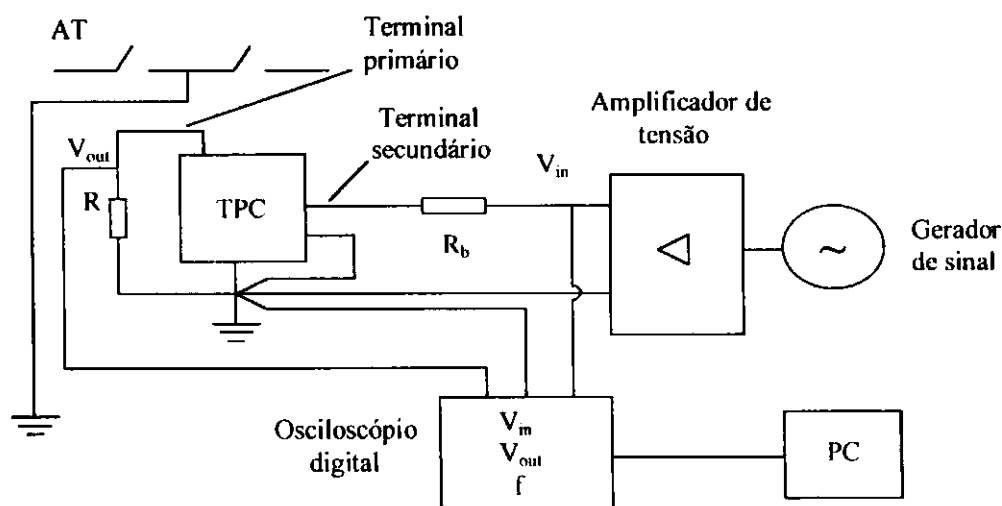 AT
Terminal
primário
Terminal
secundário
Amplificador de
tensão
V_out
R
TPC
R_b
V_in
Gerador
de sinal
~
Osciloscópio
digital
V_in
V_out
f
PC